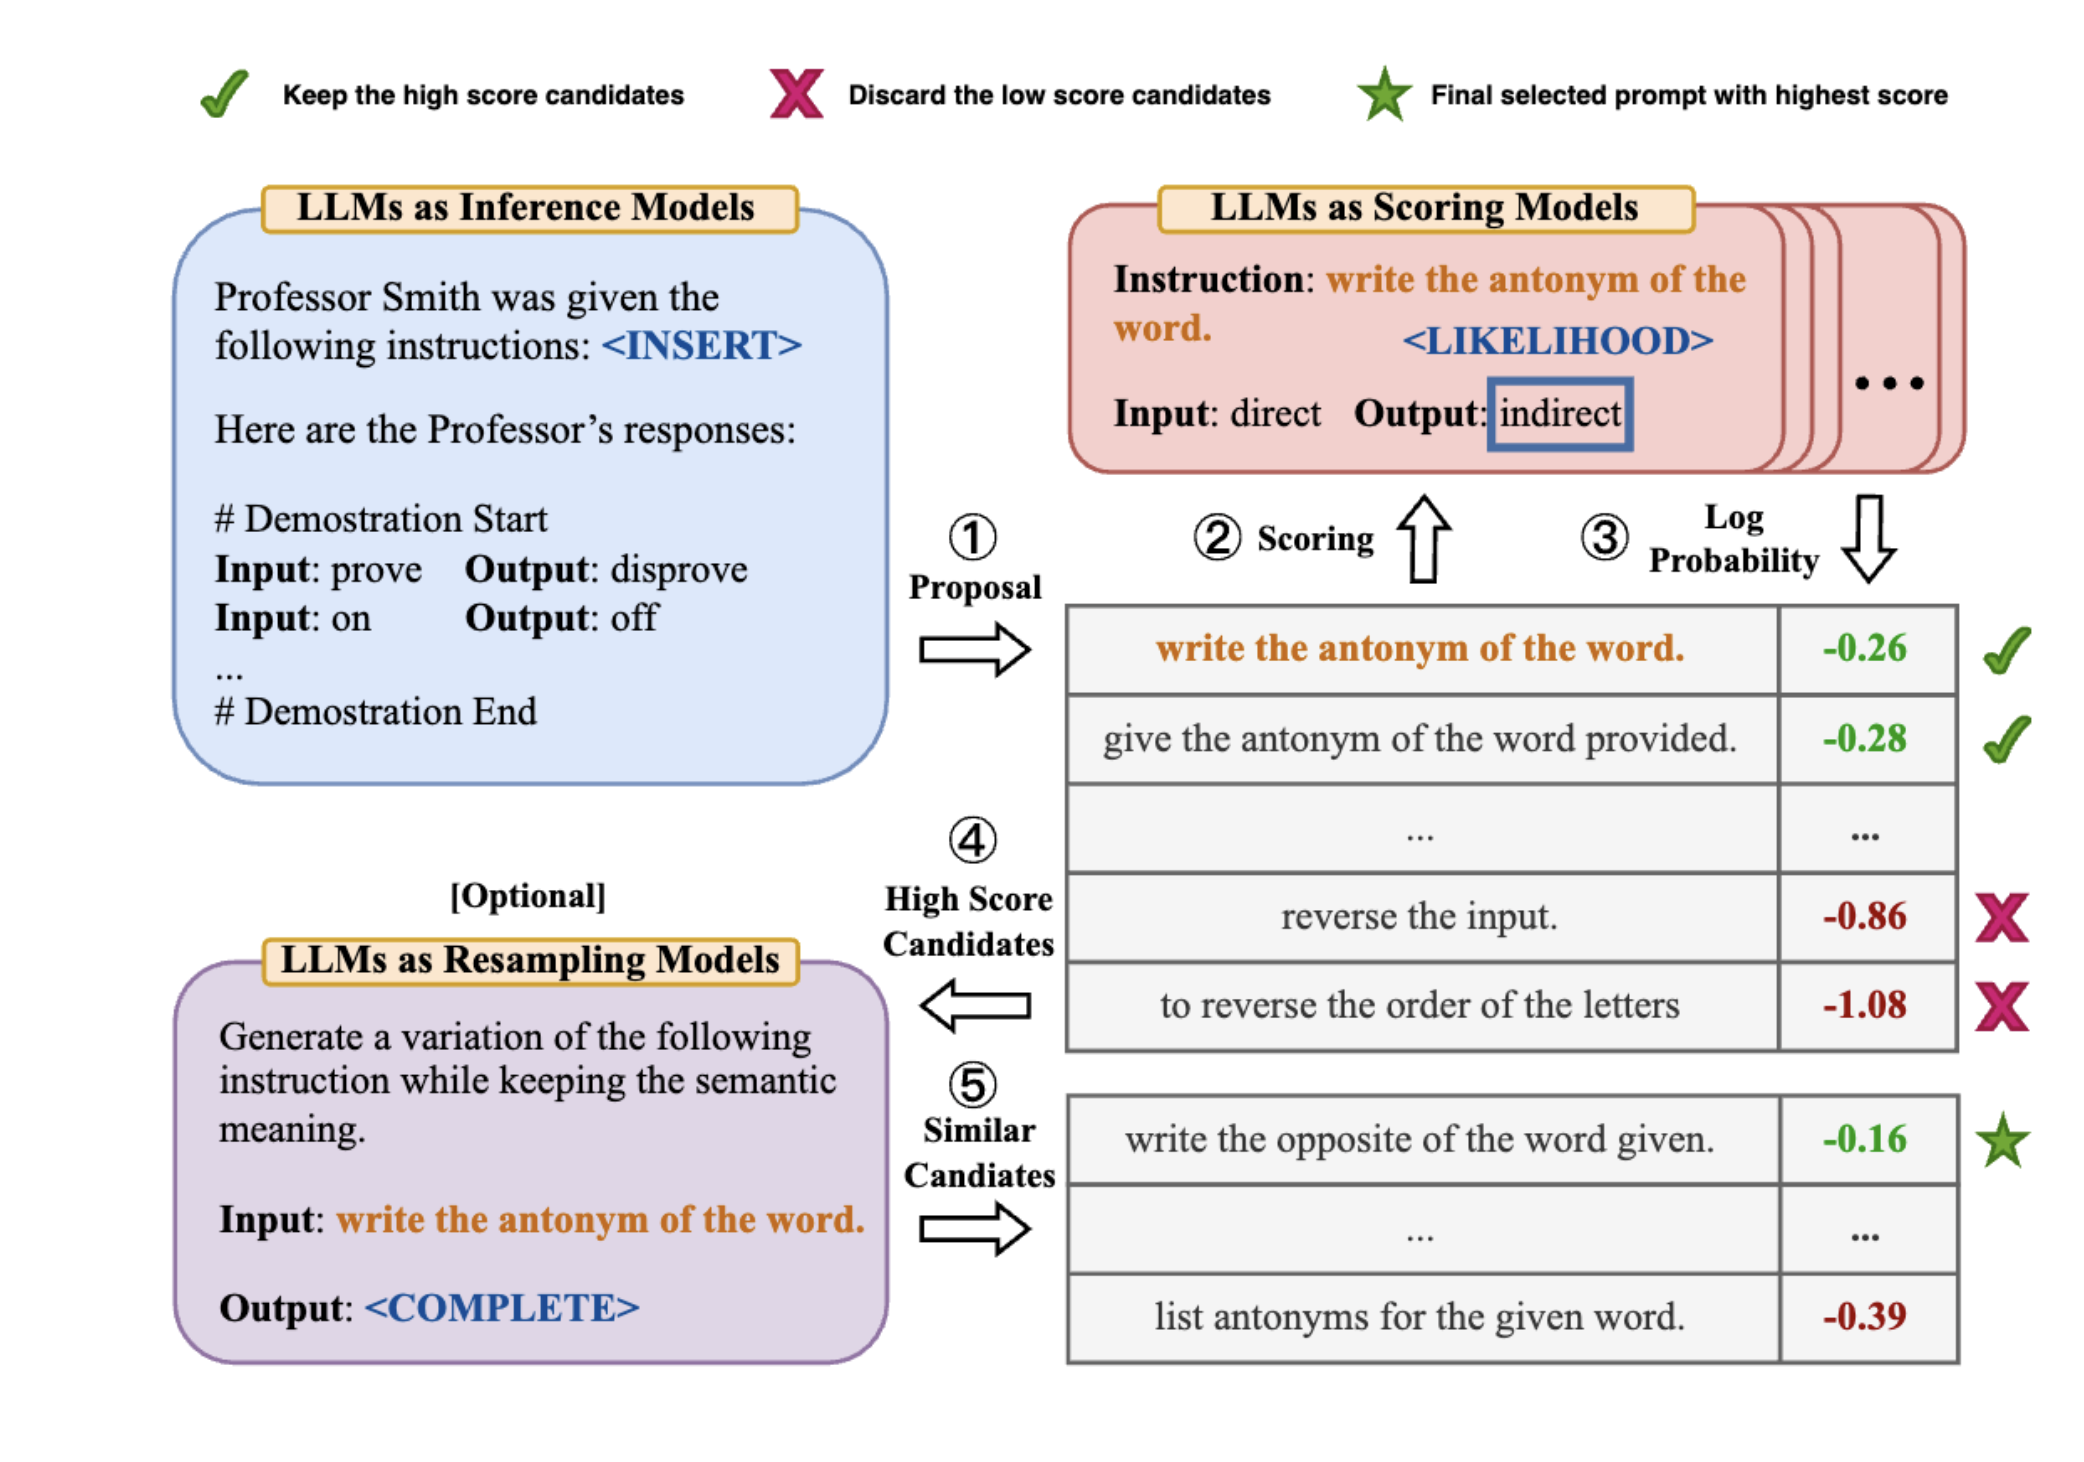 Keep the high score candidates
Discard the low score candidates
Final selected prompt with highest score
LLMs as Inference Models
Professor Smith was given the
following instructions: <INSERT>
Here are the Professor’s responses:
# Demostration Start
Input: prove Output: disprove
Input: on Output: off
...
# Demostration End
① Proposal
LLMs as Scoring Models
Instruction: write the antonym of the
word.
<LIKELIHOOD>
Input: direct Output: indirect
...
② Scoring
③ Log
Probability
write the antonym of the word. -0.26
give the antonym of the word provided. -0.28
... ...
reverse the input. -0.86
to reverse the order of the letters -1.08
④
High Score
Candidates
[Optional]
LLMs as Resampling Models
Generate a variation of the following
instruction while keeping the semantic
meaning.
Input: write the antonym of the word.
Output: <COMPLETE>
⑤
Similar
Candiates
write the opposite of the word given. -0.16
... ...
list antonyms for the given word. -0.39